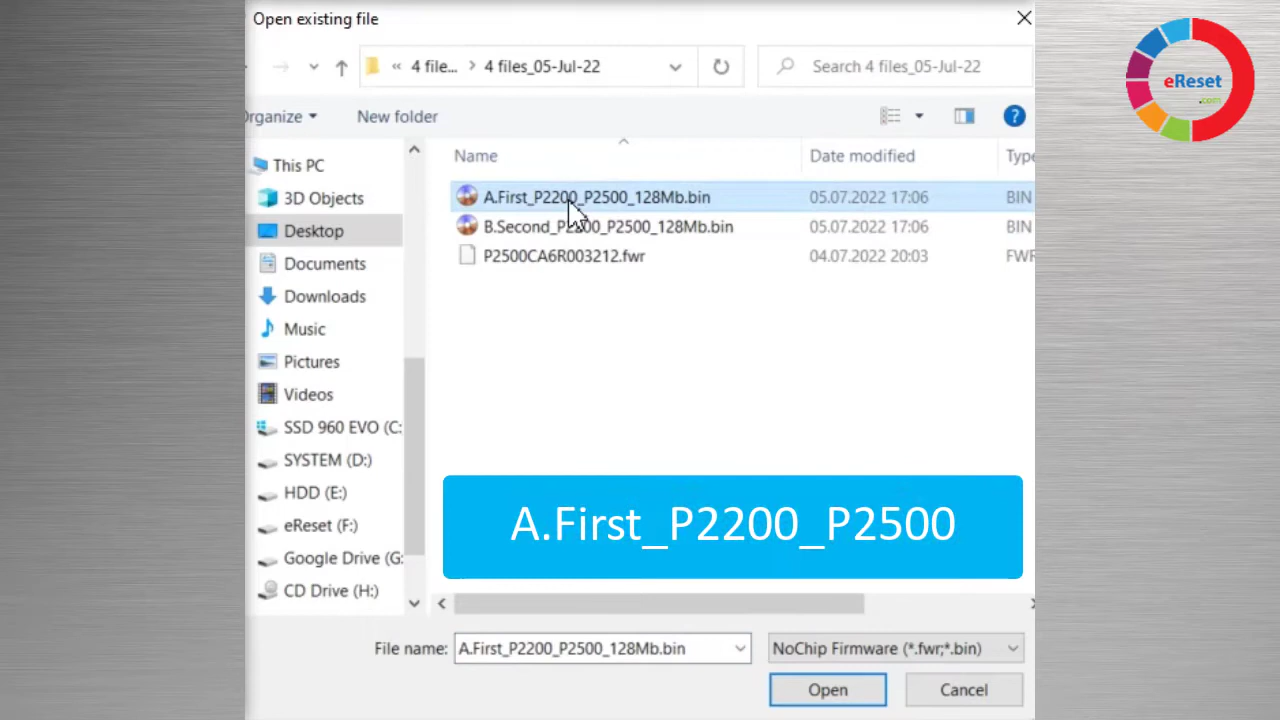 Open existing file
eReset
.com
4 file...
4 files_05-Jul-22
Search 4 files_05-Jul-22
rganize
New folder
?
Name
Date modified
Type
This PC
3D Objects
Desktop
Documents
Downloads
Music
Pictures
Videos
SSD 960 EVO (C:
SYSTEM (D:)
HDD (E:)
eReset (F:)
Google Drive (G:
CD Drive (H:)
A.First_P2200_P2500_128Mb.bin
05.07.2022 17:06
BIN
B.Second_P2200_P2500_128Mb.bin
05.07.2022 17:06
BIN
P2500CA6R003212.fwr
04.07.2022 20:03
FWR
A.First_P2200_P2500
File name:
A.First_P2200_P2500_128Mb.bin
NoChip Firmware (*.fwr;*.bin)
Open
Cancel